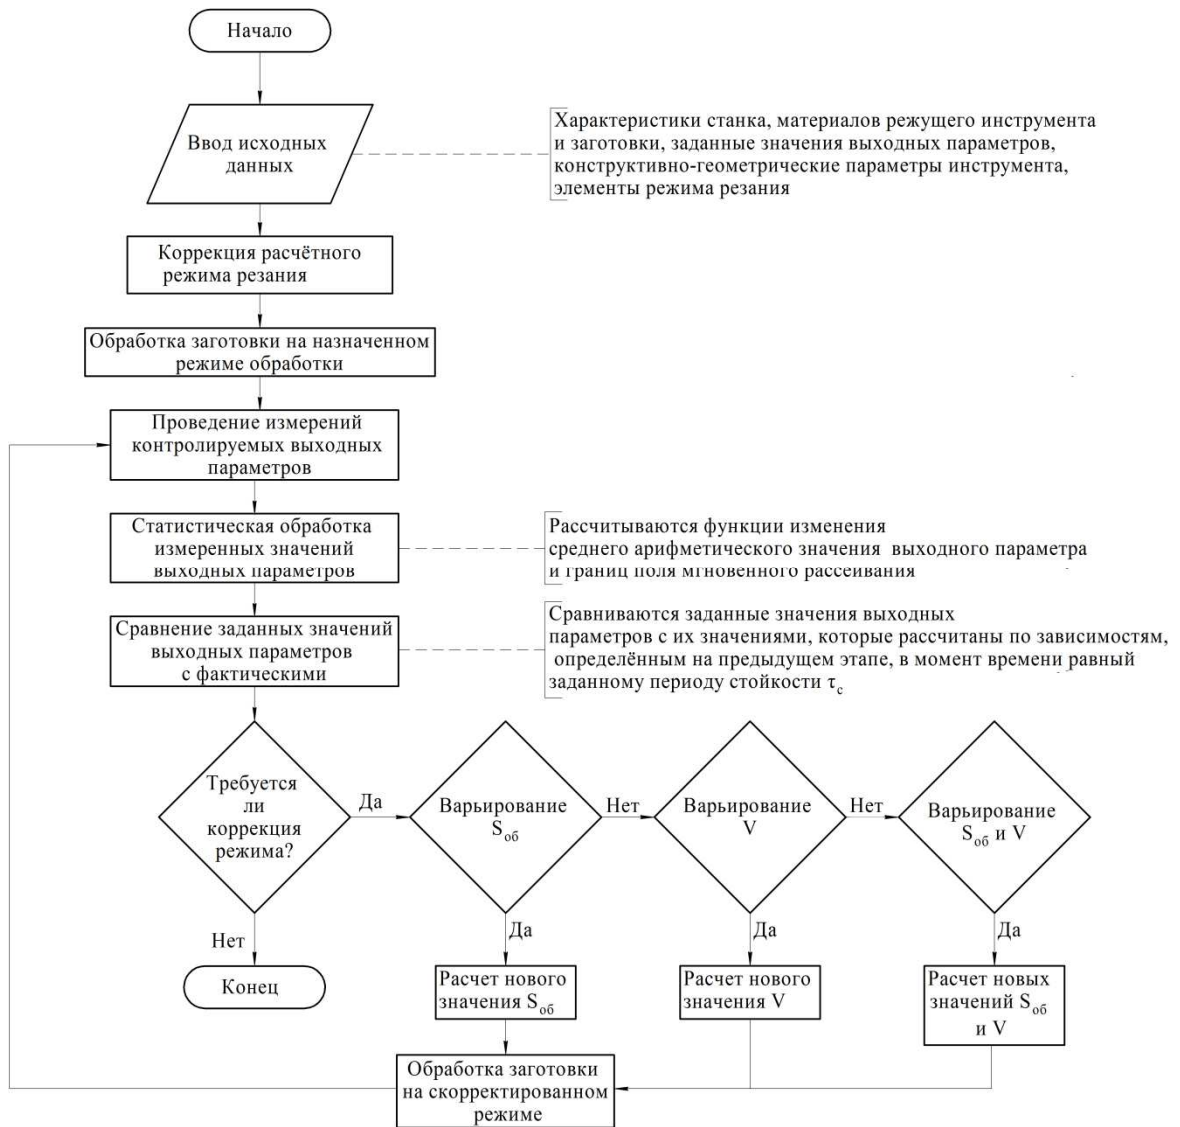 Начало
Ввод исходных
данных
Характеристики станка, материалов режущего инструмента
и заготовки, заданные значения выходных параметров,
конструктивно-геометрические параметры инструмента,
элементы режима резания
Коррекция расчётного
режима резания
Обработка заготовки на назначенном
режиме обработки
Проведение измерений
контролируемых выходных
параметров
Статистическая обработка
измеренных значений
выходных параметров
Рассчитываются функции изменения
среднего арифметического значения выходного параметра
и границ поля мгновенного рассеивания
Сравнение заданных значений
выходных параметров
с фактическими
Сравниваются заданные значения выходных
параметров с их значениями, которые рассчитаны по зависимостям,
определённым на предыдущем этапе, в момент времени равный
заданному периоду стойкости τс
Требуется
ли
коррекция
режима?
Да
Варьирование
Sоб
Нет
Варьирование
V
Нет
Варьирование
Sоб и V
Нет
Да
Да
Да
Конец
Расчет нового
значения Sоб
Расчет нового
значения V
Расчет новых
значений Sоб
и V
Обработка заготовки
на скорректированном
режиме